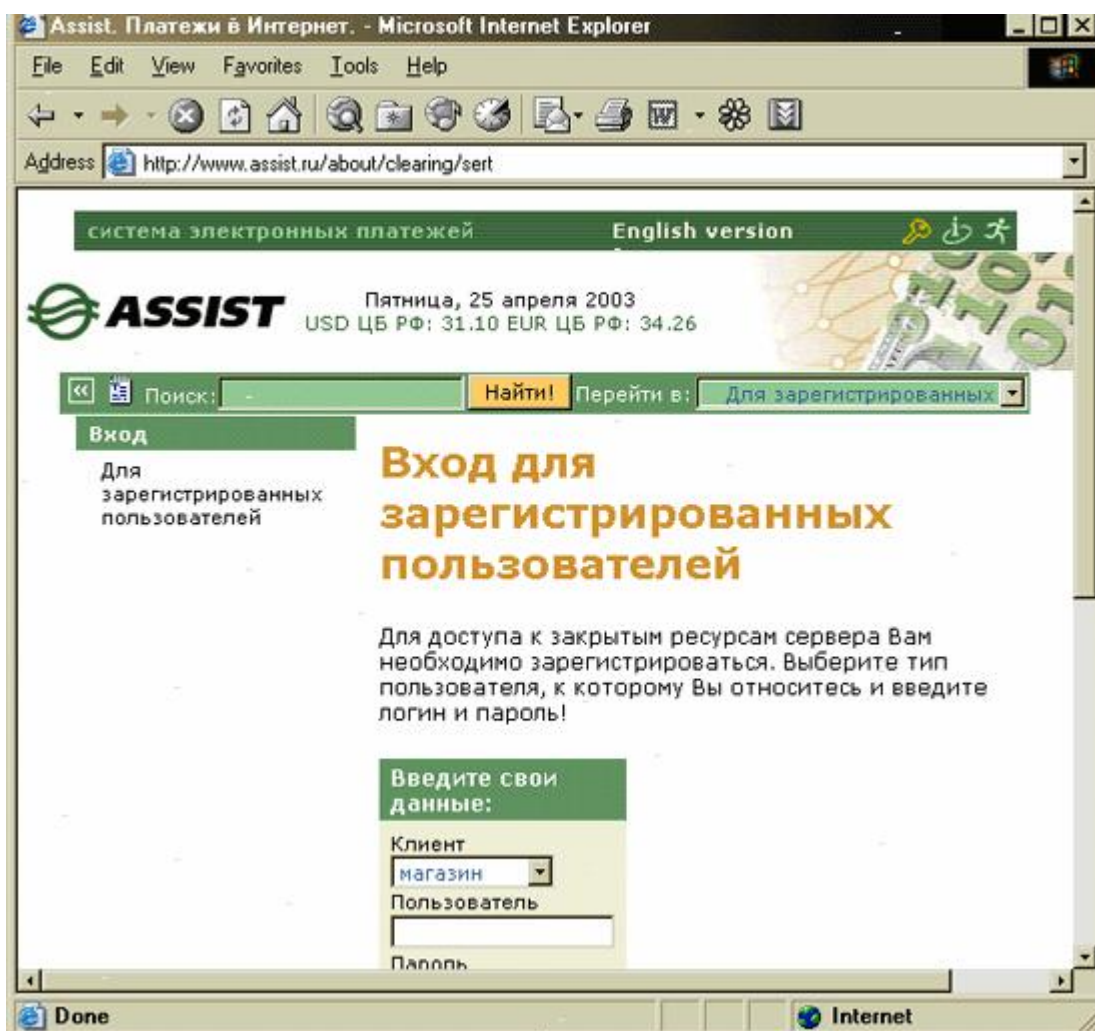 Assist. Платежи в Интернет. - Microsoft Internet Explorer
File Edit View Favorites Tools Help
Address http://www.assist.ru/about/clearing/sert
система электронных платежей English version
ASSIST
Пятница, 25 апреля 2003
USD ЦБ РФ: 31.10 EUR ЦБ РФ: 34.26
Поиск: - Найти! Перейти в: Для зарегистрированных
Вход
Для
зарегистрированных
пользователей
Вход для
зарегистрированных
пользователей
Для доступа к закрытым ресурсам сервера Вам
необходимо зарегистрироваться. Выберите тип
пользователя, к которому Вы относитесь и введите
логин и пароль!
Введите свои
данные:
Клиент
магазин
Пользователь
Пароль
Done Internet